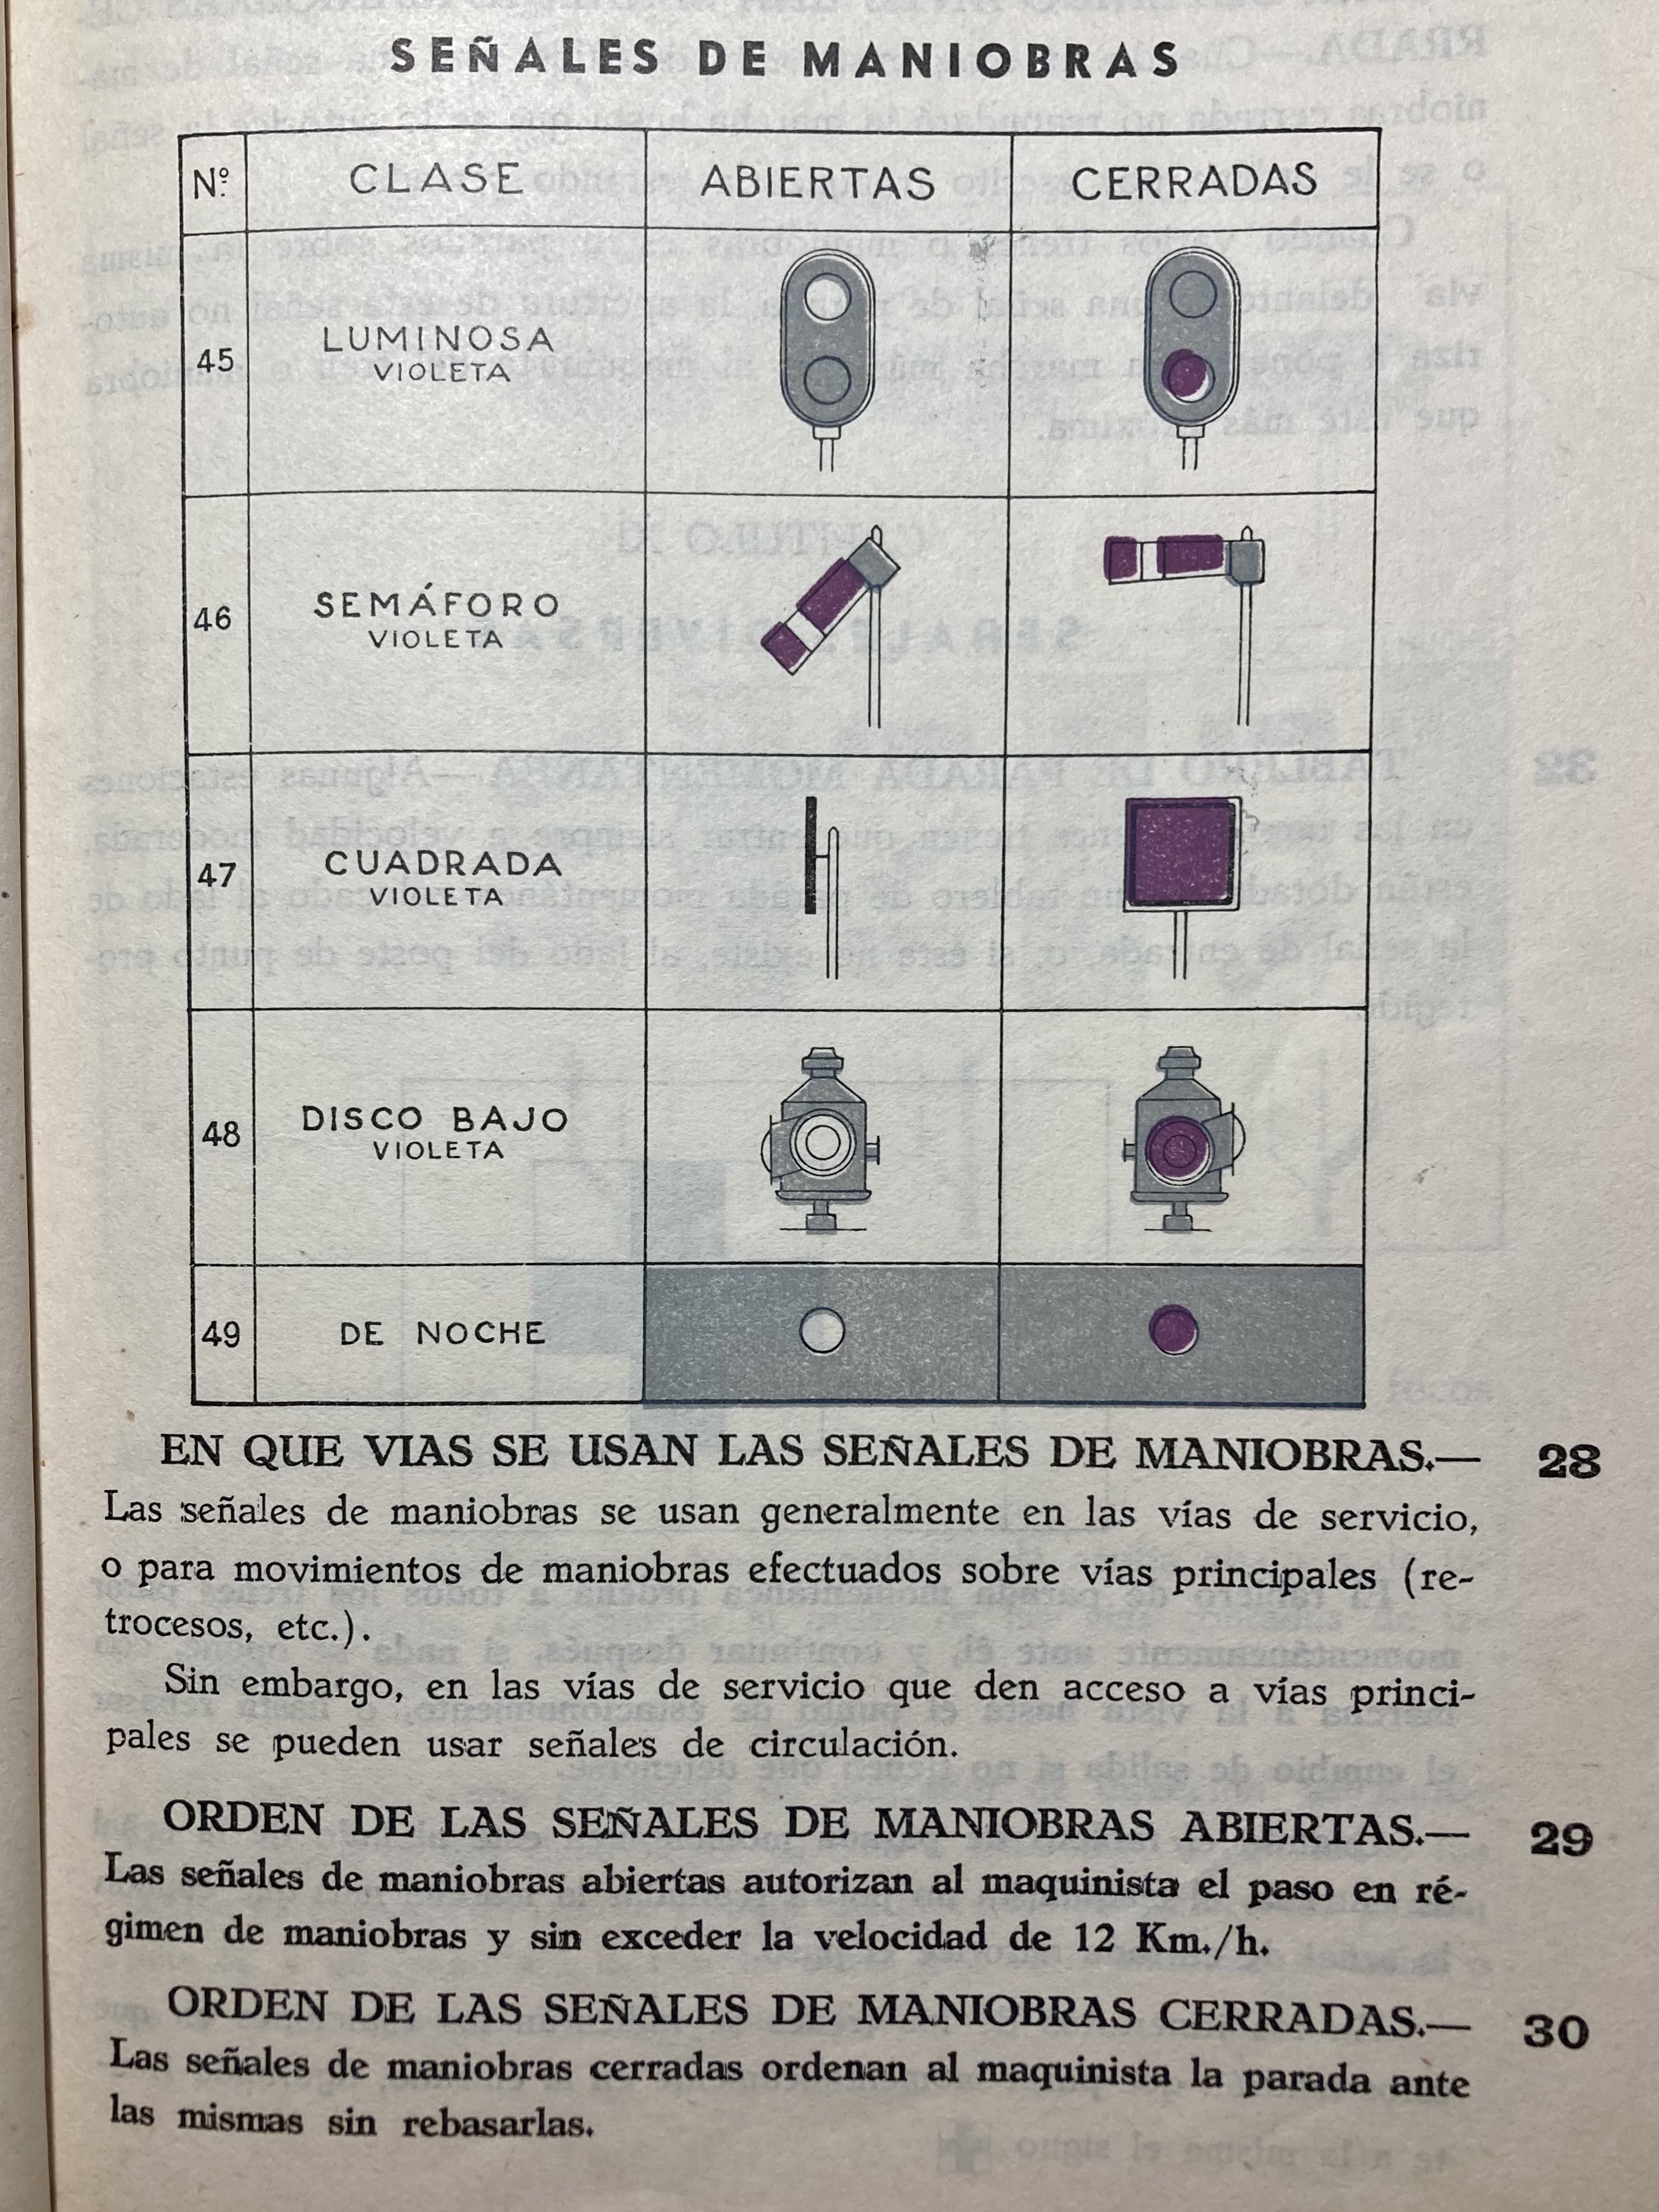 SEÑALES DE MANIOBRAS
Nº CLASE ABIERTAS CERRADAS
45 LUMINOSA
VIOLETA
46 SEMÁFORO
VIOLETA
47 CUADRADA
VIOLETA
48 DISCO BAJO
VIOLETA
49 DE NOCHE
EN QUE VIAS SE USAN LAS SEÑALES DE MANIOBRAS.— 28
Las señales de maniobras se usan generalmente en las vías de servicio,
o para movimientos de maniobras efectuados sobre vías principales (re-
trocesos, etc.).
Sin embargo, en las vías de servicio que den acceso a vías princi-
pales se pueden usar señales de circulación.
ORDEN DE LAS SEÑALES DE MANIOBRAS ABIERTAS.— 29
Las señales de maniobras abiertas autorizan al maquinista el paso en ré-
gimen de maniobras y sin exceder la velocidad de 12 Km./h.
ORDEN DE LAS SEÑALES DE MANIOBRAS CERRADAS.— 30
Las señales de maniobras cerradas ordenan al maquinista la parada ante
las mismas sin rebasarlas.